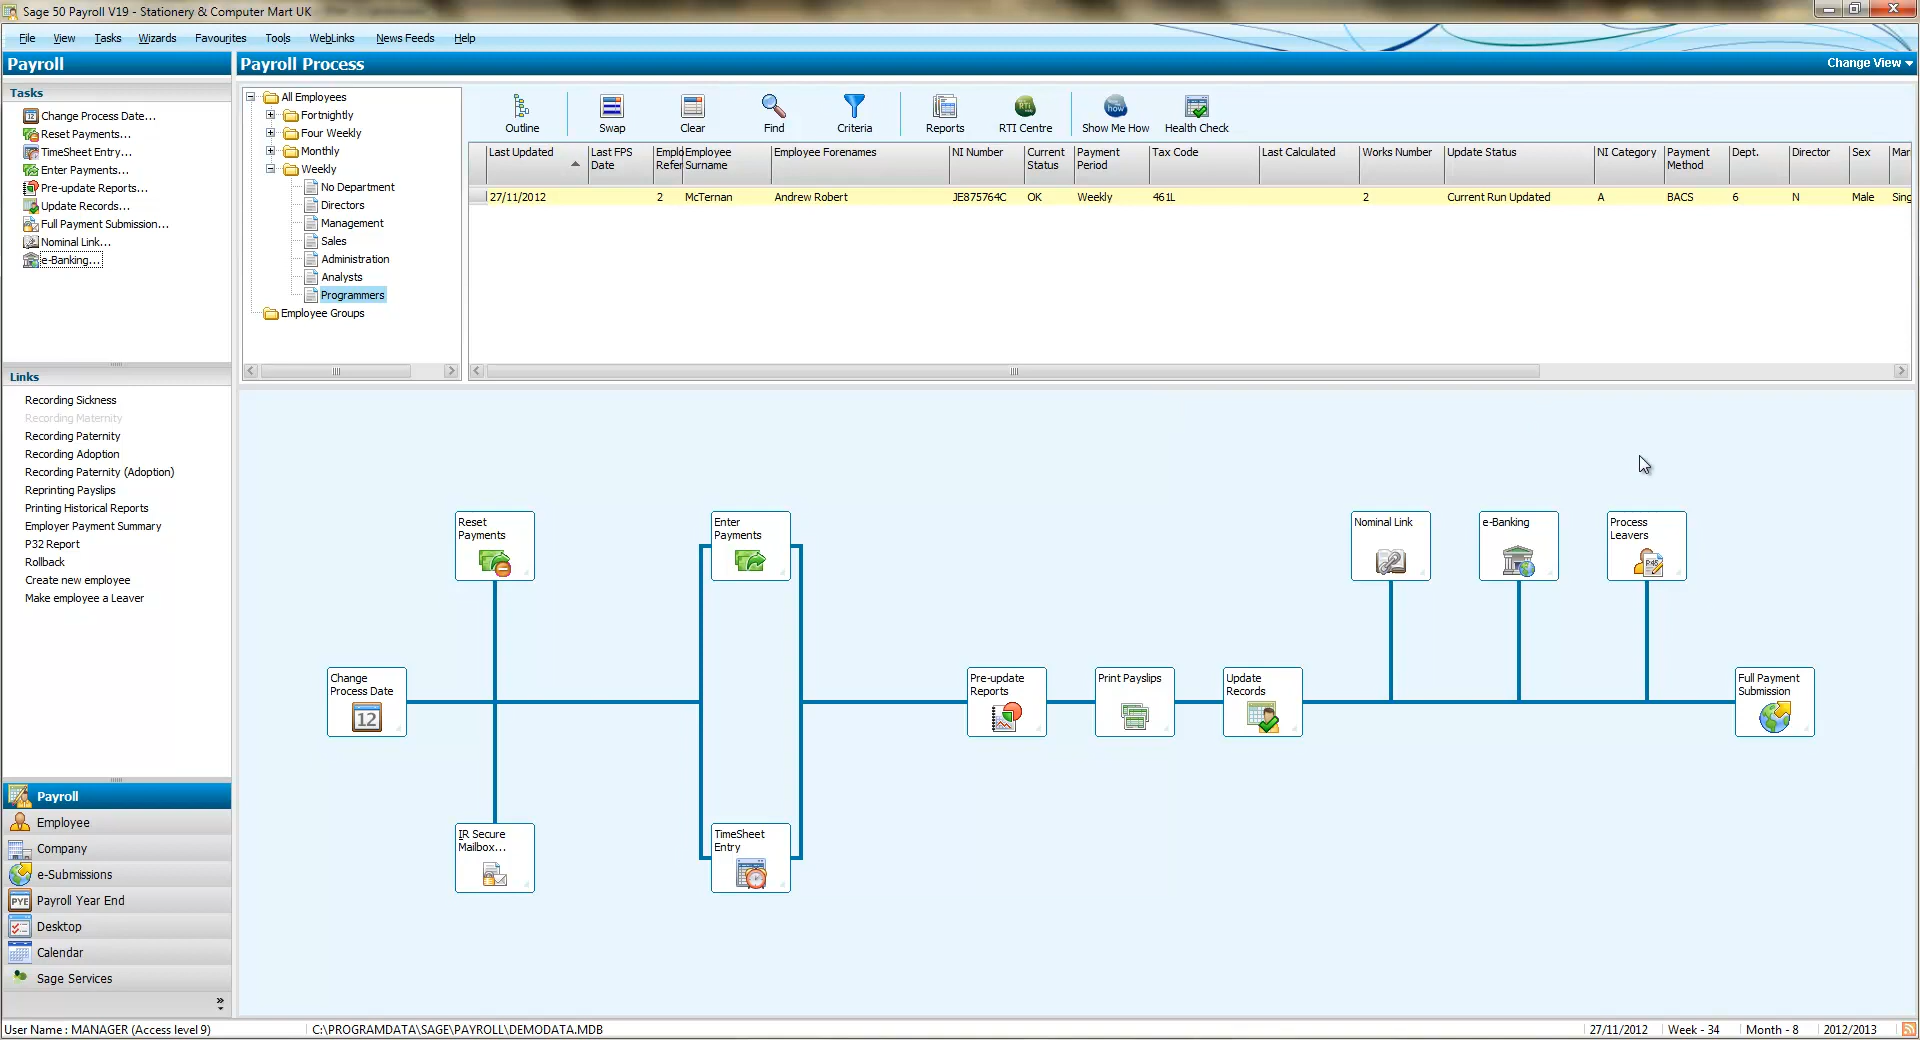 Sage 50 Payroll V19 - Stationery & Computer Mart UK
File View Tasks Wizards Favourites Tools WebLinks News Feeds Help
Payroll
Payroll Process
Change View
Tasks
Change Process Date...
Reset Payments...
TimeSheet Entry...
Enter Payments...
Pre-update Reports...
Update Records...
Full Payment Submission...
Nominal Link...
e-Banking...
All Employees
Fortnightly
Four Weekly
Monthly
Weekly
No Department
Directors
Management
Sales
Administration
Analysts
Programmers
Employee Groups
Outline Swap Clear Find Criteria Reports RTI Centre Show Me How Health Check
Last Updated Last FPS Emplo Employee Employee Forenames NI Number Current Payment Tax Code Last Calculated Works Number Update Status NI Category Payment Dept. Director Sex Mar
Date Refer Surname Status Period Method
27/11/2012 2 McTernan Andrew Robert JE875764C OK Weekly 461L 2 Current Run Updated A BACS 6 N Male Sing
Links
Recording Sickness
Recording Maternity
Recording Paternity
Recording Adoption
Recording Paternity (Adoption)
Reprinting Payslips
Printing Historical Reports
Employer Payment Summary
P32 Report
Rollback
Create new employee
Make employee a Leaver
Reset
Payments
Enter
Payments
Nominal Link
e-Banking
Process
Leavers
P45
Change
Process Date
12
Pre-update
Reports
Print Payslips
Update
Records
Full Payment
Submission
IR Secure
Mailbox...
TimeSheet
Entry
Payroll
Employee
Company
e-Submissions
PYE Payroll Year End
Desktop
Calendar
Sage Services
User Name : MANAGER (Access level 9) C:\PROGRAMDATA\SAGE\PAYROLL\DEMODATA.MDB 27/11/2012 Week - 34 Month - 8 2012/2013